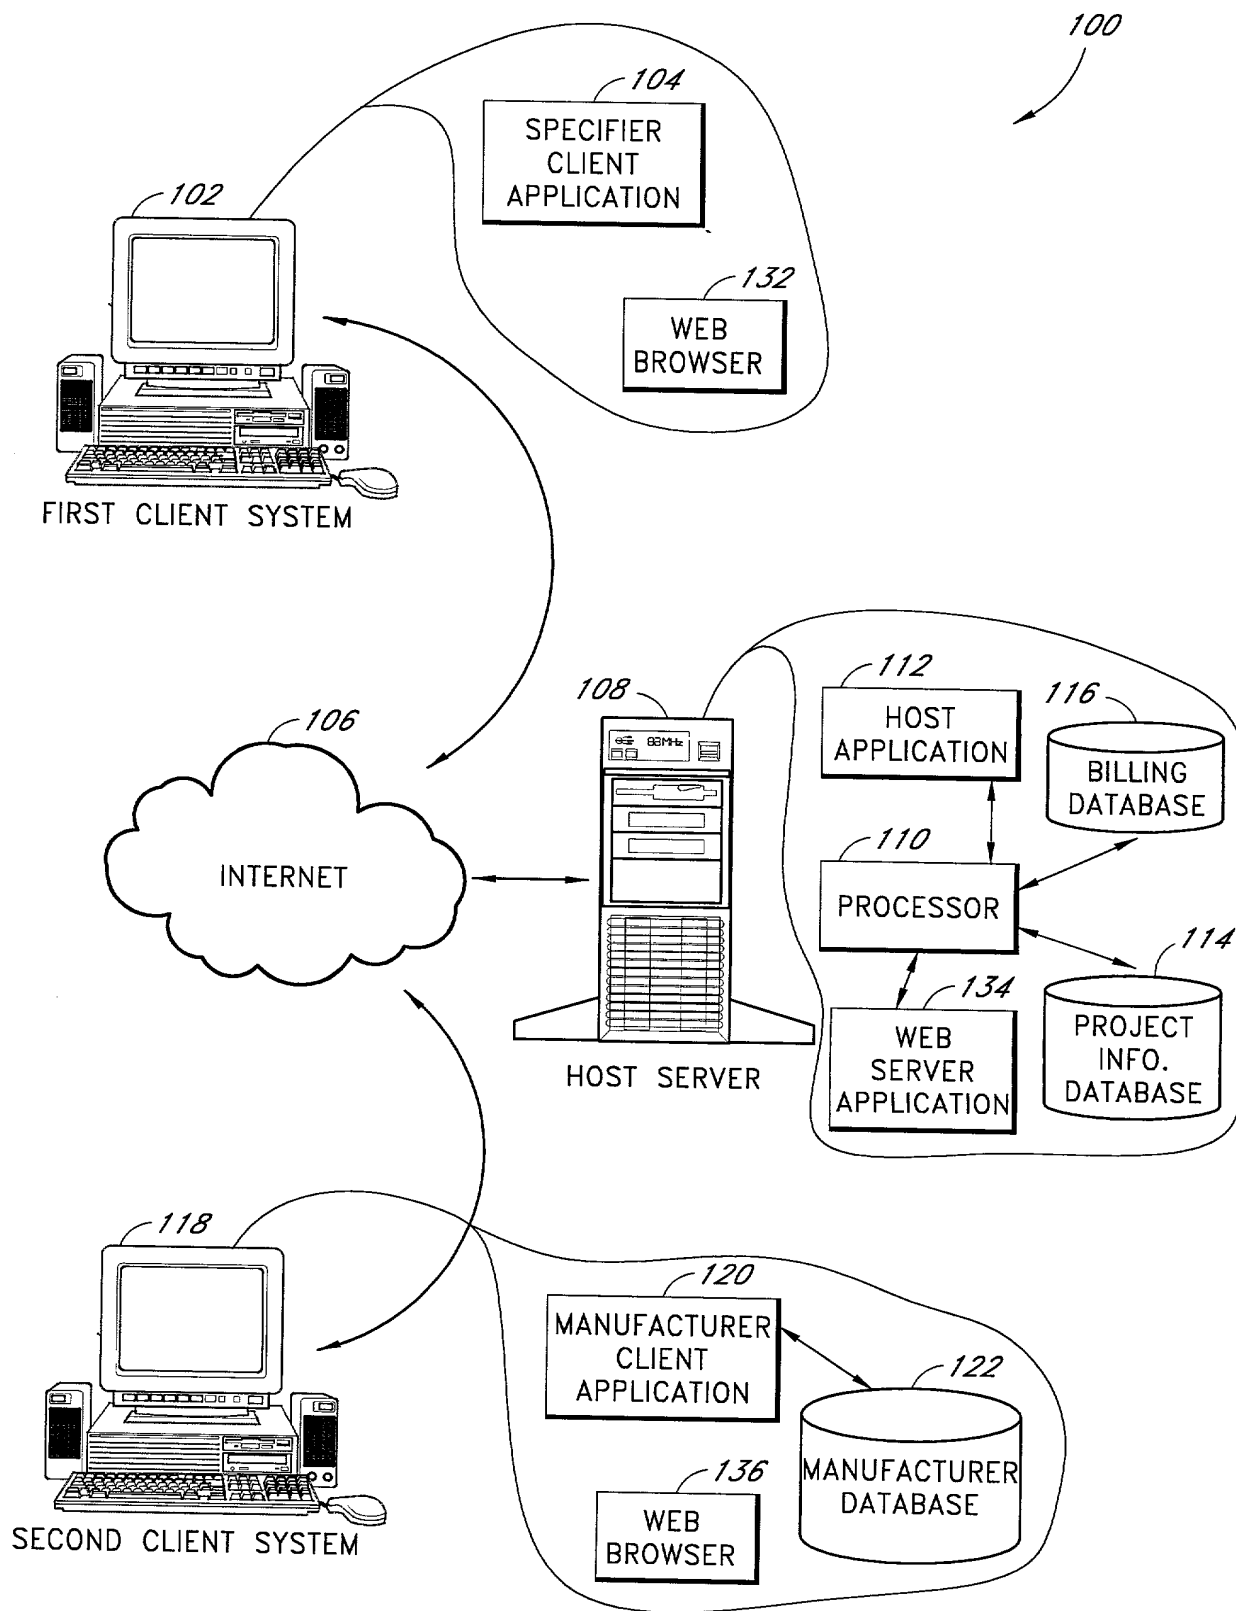 100
104
SPECIFIER
CLIENT
APPLICATION
102
132
WEB
BROWSER
FIRST CLIENT SYSTEM
112
HOST
APPLICATION
116
BILLING
DATABASE
108
83MHz
106
INTERNET
110
PROCESSOR
114
PROJECT
INFO.
DATABASE
134
WEB
SERVER
APPLICATION
HOST SERVER
118
120
MANUFACTURER
CLIENT
APPLICATION
122
MANUFACTURER
DATABASE
136
WEB
BROWSER
SECOND CLIENT SYSTEM